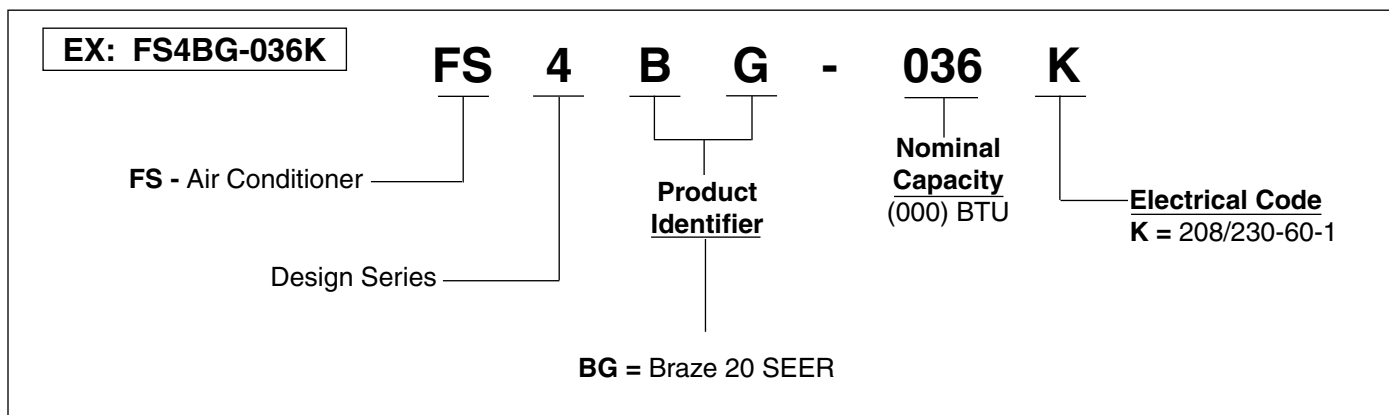 EX: FS4BG-036K
FS 4 B G - 036 K
FS - Air Conditioner
Design Series
Product
Identifier
BG = Braze 20 SEER
Nominal
Capacity
(000) BTU
Electrical Code
K = 208/230-60-1